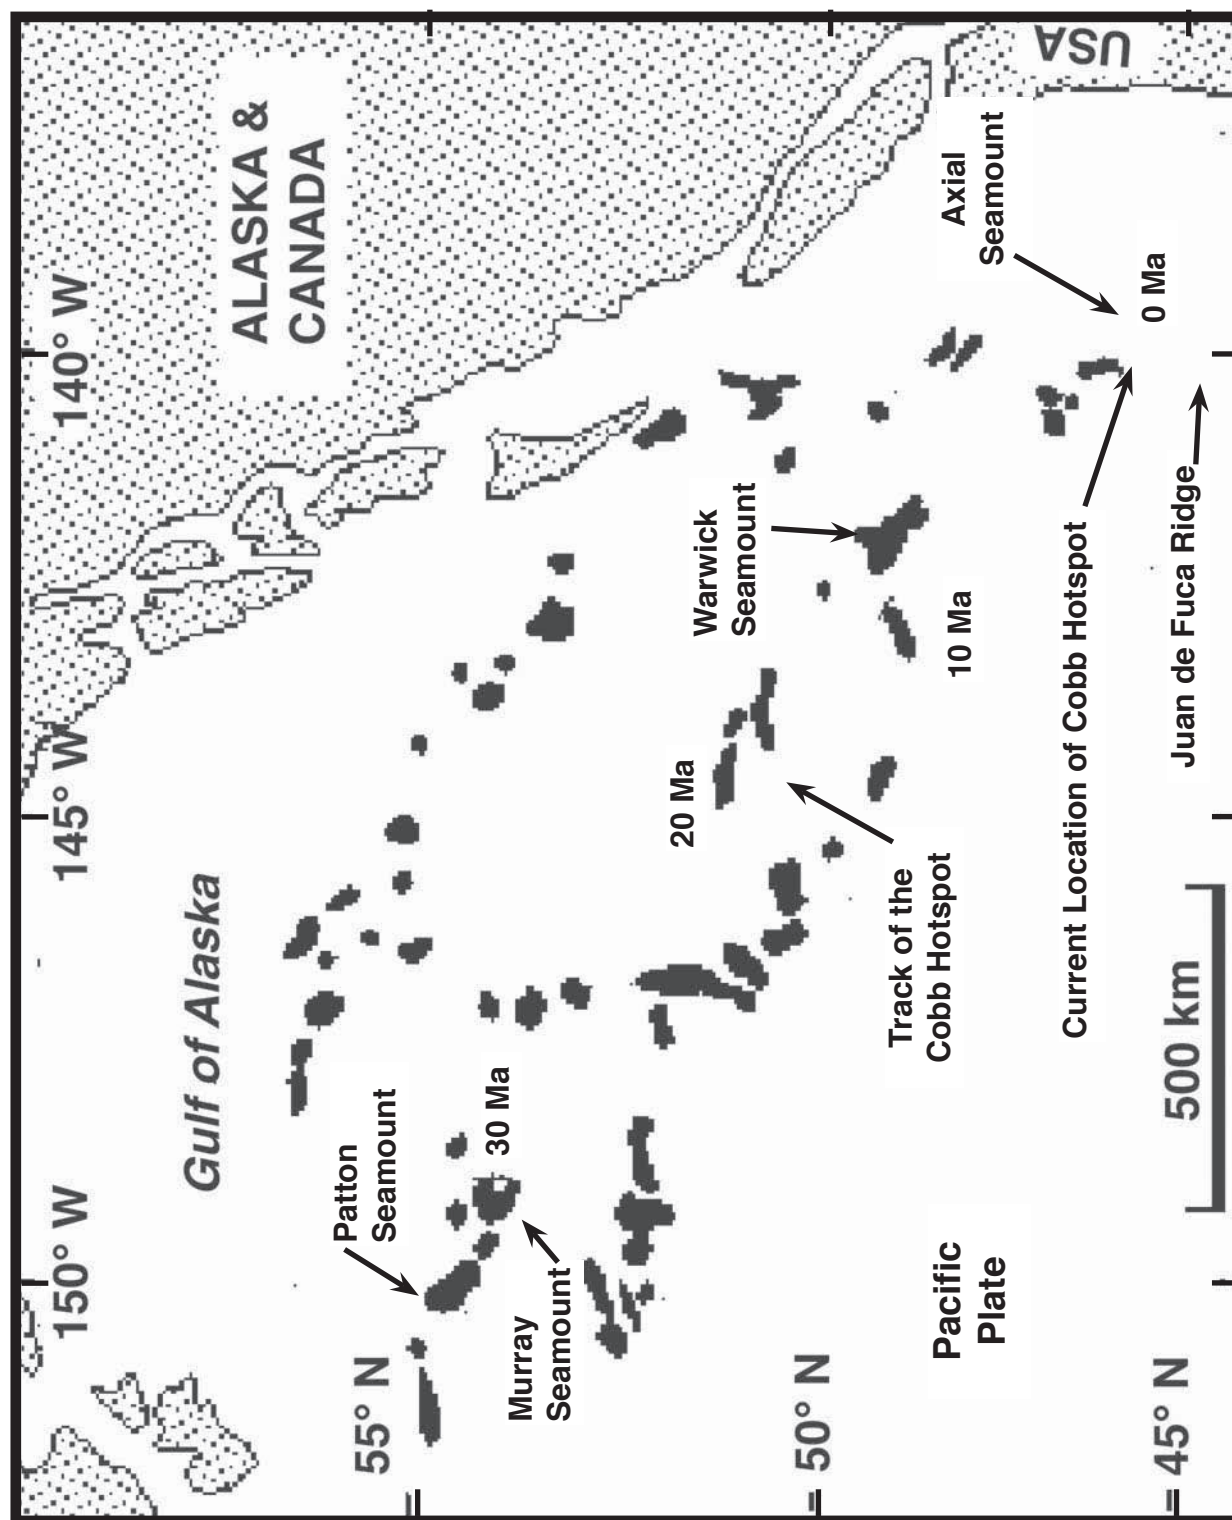 150° W
145° W
140° W
ALASKA &
CANADA
USA
Gulf of Alaska
55° N
Patton
Seamount
30 Ma
Murray
Seamount
20 Ma
Warwick
Seamount
50° N
Track of the
Cobb Hotspot
10 Ma
Axial
Seamount
Pacific
Plate
Current Location of Cobb Hotspot
0 Ma
45° N
500 km
Juan de Fuca Ridge